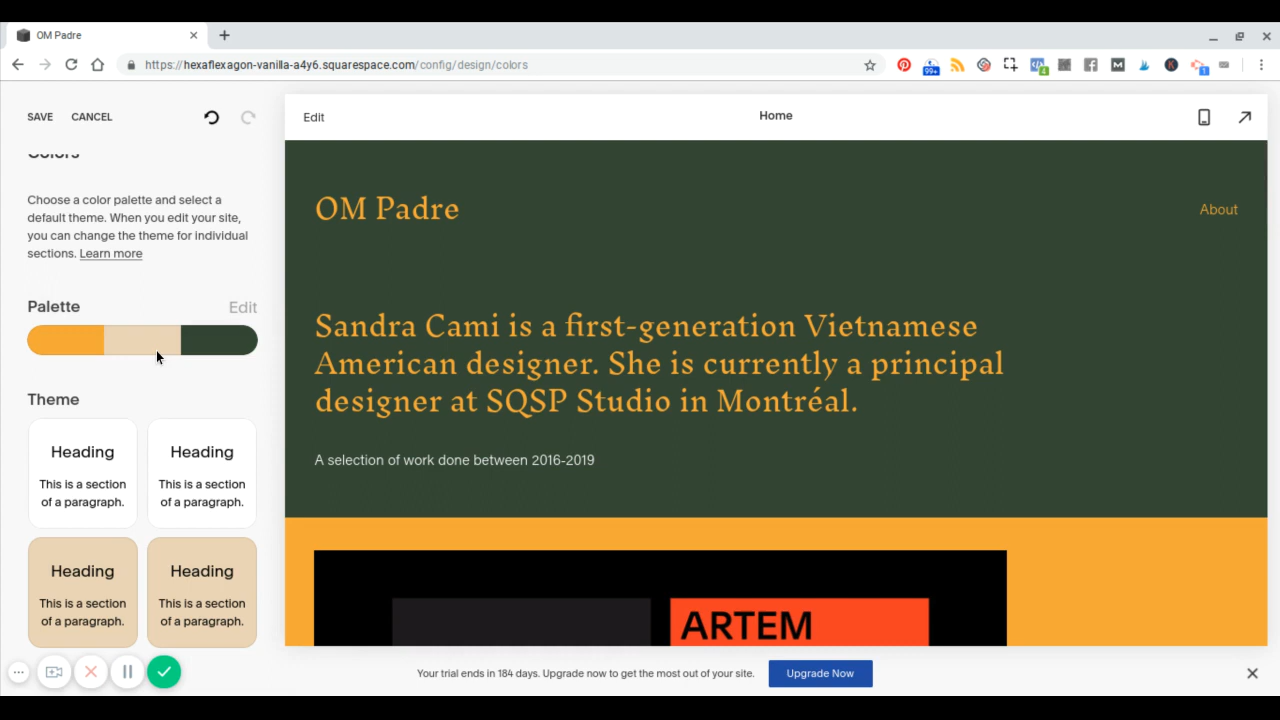 OM Padre
https://hexaflexagon-vanilla-a4y6.squarespace.com/config/design/colors
99+
4
M
K
1
SAVE CANCEL
Edit
Home
Colors
Choose a color palette and select a
default theme. When you edit your site,
you can change the theme for individual
sections. Learn more
Palette Edit
Theme
Heading
This is a section
of a paragraph.
Heading
This is a section
of a paragraph.
Heading
This is a section
of a paragraph.
Heading
This is a section
of a paragraph.
OM Padre
About
Sandra Cami is a first-generation Vietnamese
American designer. She is currently a principal
designer at SQSP Studio in Montréal.
A selection of work done between 2016-2019
ARTEM
Your trial ends in 184 days. Upgrade now to get the most out of your site.
Upgrade Now